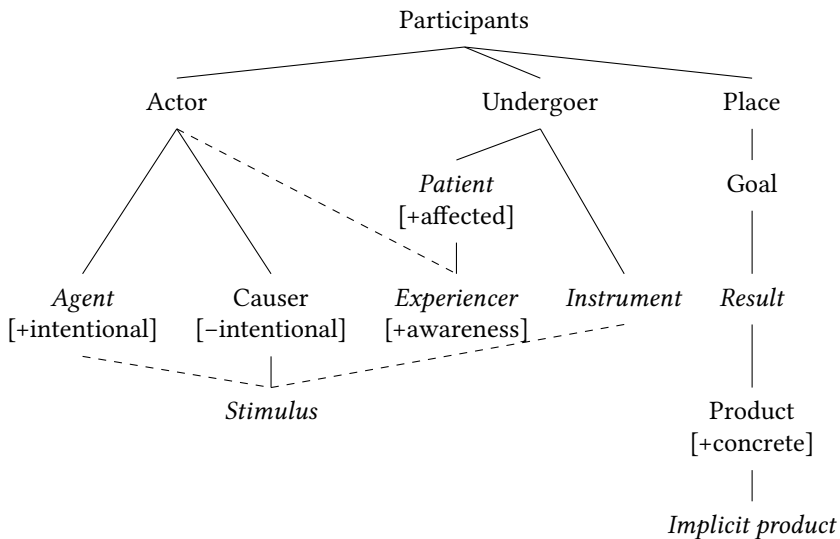 Participants
Actor Undergoer Place
Patient Goal
[+affected]
Agent Causer Experiencer Instrument Result
[+intentional] [–intentional] [+awareness]
Stimulus Product
[+concrete]
Implicit product